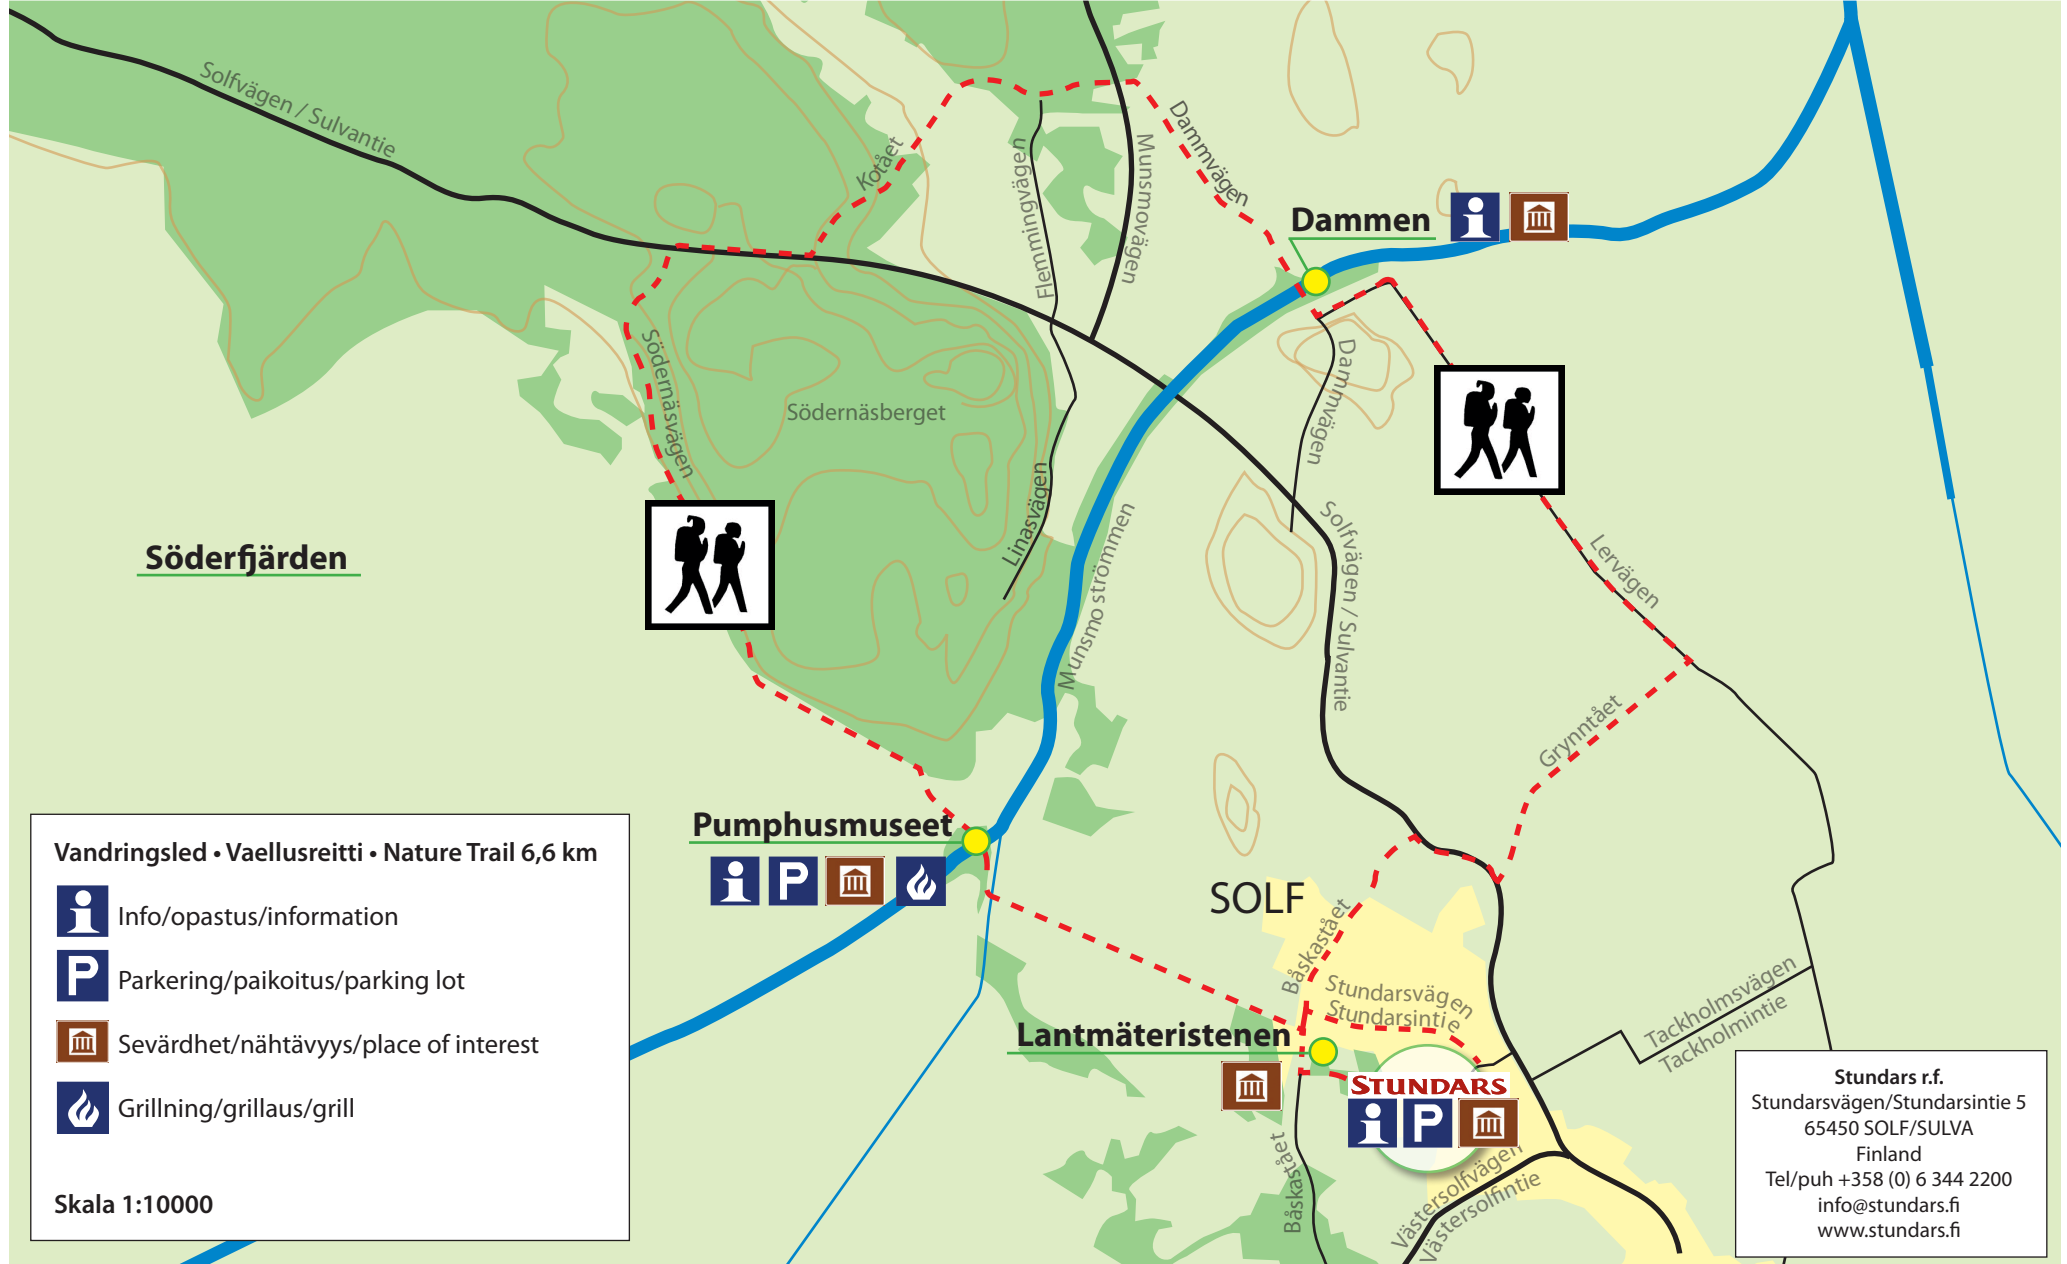 Solfvägen / Sulvantie
Kotået
Flemmingvägen
Munsmovägen
Dammvägen
Dammen
Södernäsvägen
Södernäsberget
Dammvägen
Linasvägen
Munsmo strömmen
Solfvägen / Sulvantie
Lervägen
Söderfjärden
Grynntået
Pumphusmuseet
P
SOLF
Båskastået
Stundarsvägen
Stundarsintie
Lantmäteristenen
STUNDARS
P
Tackholmsvägen
Tackholmintie
Båskastået
Västersolfvägen
Västersolfintie
Vandringsled • Vaellusreitti • Nature Trail 6,6 km
Info/opastus/information
P Parkering/paikoitus/parking lot
Sevärdhet/nähtävyys/place of interest
Grillning/grillaus/grill
Skala 1:10000
Stundars r.f.
Stundarsvägen/Stundarsintie 5
65450 SOLF/SULVA
Finland
Tel/puh +358 (0) 6 344 2200
info@stundars.fi
www.stundars.fi